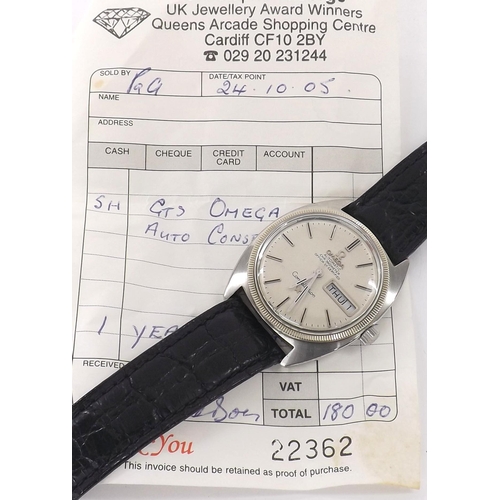 UK Jewellery Award Winners
Queens Arcade Shopping Centre
Cardiff CF10 2BY
☎ 029 20 231244
SOLD BY
DATE/TAX POINT
24.10.05.
NAME
ADDRESS
CASH CHEQUE CREDIT CARD ACCOUNT
SH GTS OMEGA
AUTO CONST
1 YEA
RECEIVED
VAT
TOTAL 180 00
You 22362
This invoice should be retained as proof of purchase.
OMEGA
THU